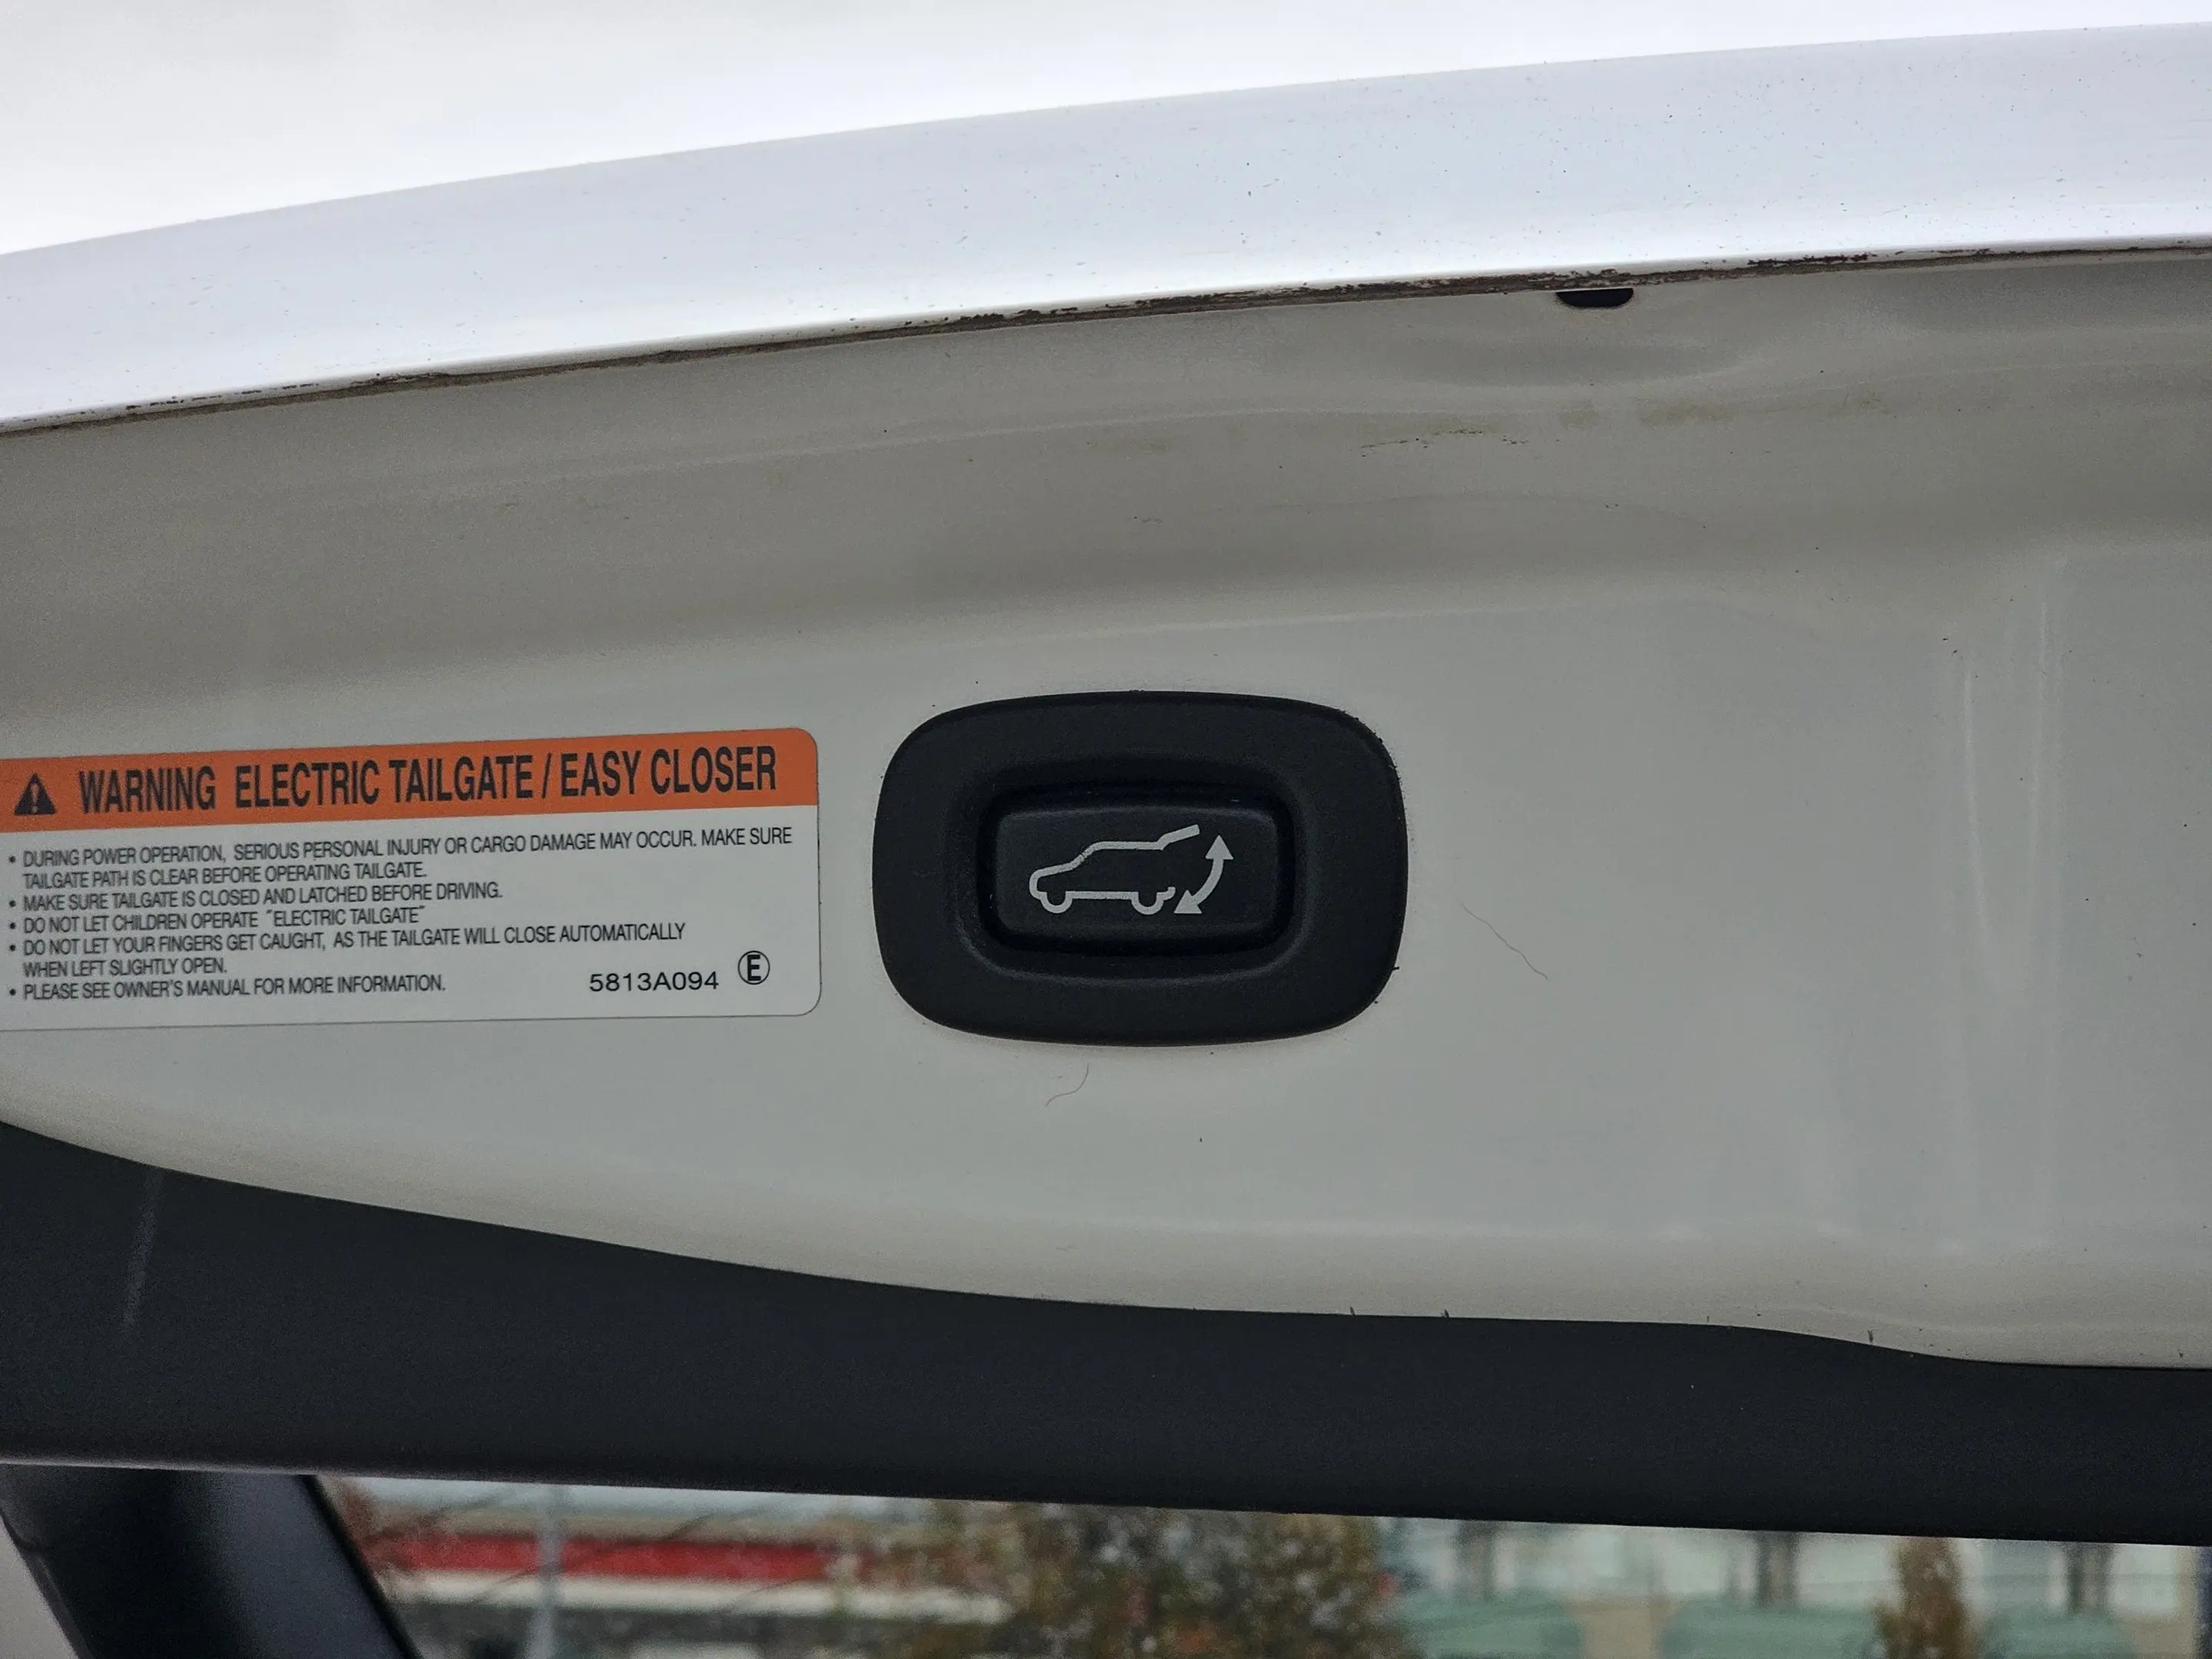 WARNING ELECTRIC TAILGATE / EASY CLOSER
• DURING POWER OPERATION, SERIOUS PERSONAL INJURY OR CARGO DAMAGE MAY OCCUR. MAKE SURE
TAILGATE PATH IS CLEAR BEFORE OPERATING TAILGATE.
• MAKE SURE TAILGATE IS CLOSED AND LATCHED BEFORE DRIVING.
• DO NOT LET CHILDREN OPERATE "ELECTRIC TAILGATE"
• DO NOT LET YOUR FINGERS GET CAUGHT, AS THE TAILGATE WILL CLOSE AUTOMATICALLY
WHEN LEFT SLIGHTLY OPEN.
• PLEASE SEE OWNER'S MANUAL FOR MORE INFORMATION.
5813A094 Ⓔ